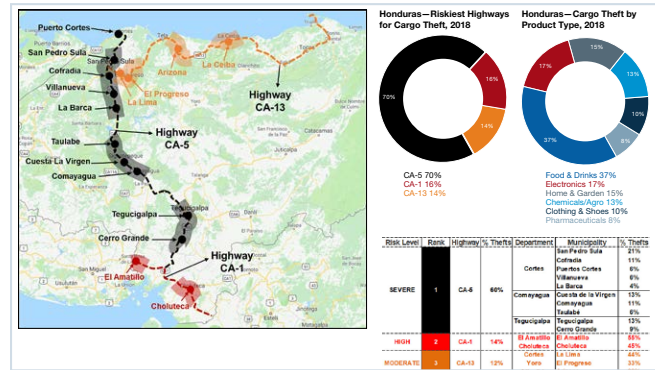 Puerto Cortes
San Pedro Sula
Cofradia
Villanueva
La Barca
Taulabe
Cuesta La Virgen
Comayagua
Tegucigalpa
Cerro Grande
El Amatillo
Choluteca
Arizona
La Ceiba
El Progreso
La Lima
Highway
CA-13
Highway
CA-5
Highway
CA-1
Tegucigalpa
San Miguel
Juticalpa
Catacamas
Jinotega
Matagalpa
Honduras—Riskiest Highways
for Cargo Theft, 2018
70%
16%
14%
CA-5 70%
CA-1 16%
CA-13 14%
Honduras—Cargo Theft by
Product Type, 2018
15%
17%
13%
10%
8%
37%
Food & Drinks 37%
Electronics 17%
Home & Garden 15%
Chemicals/Agro 13%
Clothing & Shoes 10%
Pharmaceuticals 8%
Risk Level Rank Highway % Thefts Department Municipality % Thefts
SEVERE 1 CA-5 60%
Cortes
San Pedro Sula 21%
Cofradia 11%
Puertos Cortes 6%
Villanueva 6%
La Barca 4%
Comayagua
Cuesta de la Virgen 13%
Comayagua 11%
Taulabé 6%
Tegucigalpa
Tegucigalpa 13%
Cerro Grande 9%
HIGH 2 CA-1 14%
El Amatillo El Amatillo 55%
Choluteca Choluteca 45%
MODERATE 3 CA-13 12%
Cortes La Lima 44%
Yoro El Progreso 33%